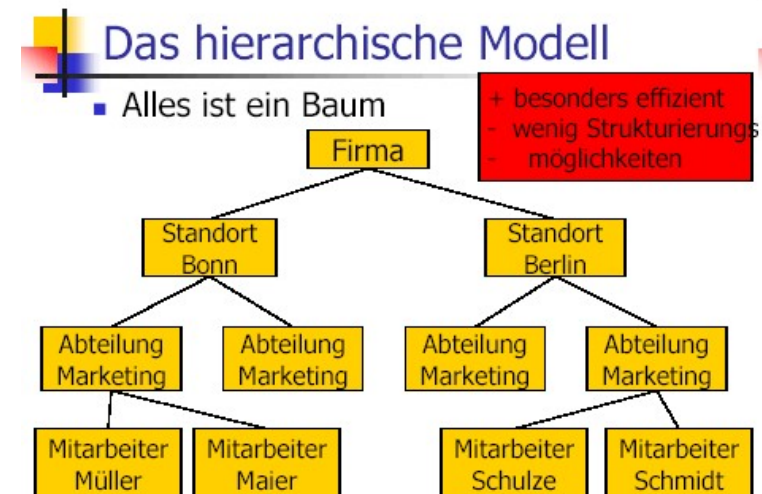 Das hierarchische Modell
Alles ist ein Baum
+ besonders effizient
- wenig Strukturierungs
- möglichkeiten
Firma
Standort
Bonn
Standort
Berlin
Abteilung
Marketing
Abteilung
Marketing
Abteilung
Marketing
Abteilung
Marketing
Mitarbeiter
Müller
Mitarbeiter
Maier
Mitarbeiter
Schulze
Mitarbeiter
Schmidt